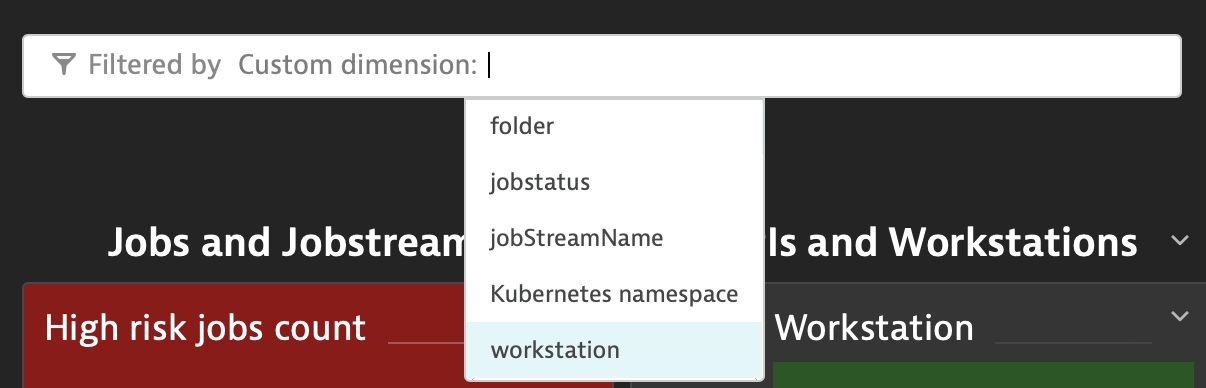 Filtered by Custom dimension:
folder
jobstatus
jobStreamName
Kubernetes namespace
workstation
Jobs and Jobstream
ls and Workstations
High risk jobs count
Workstation